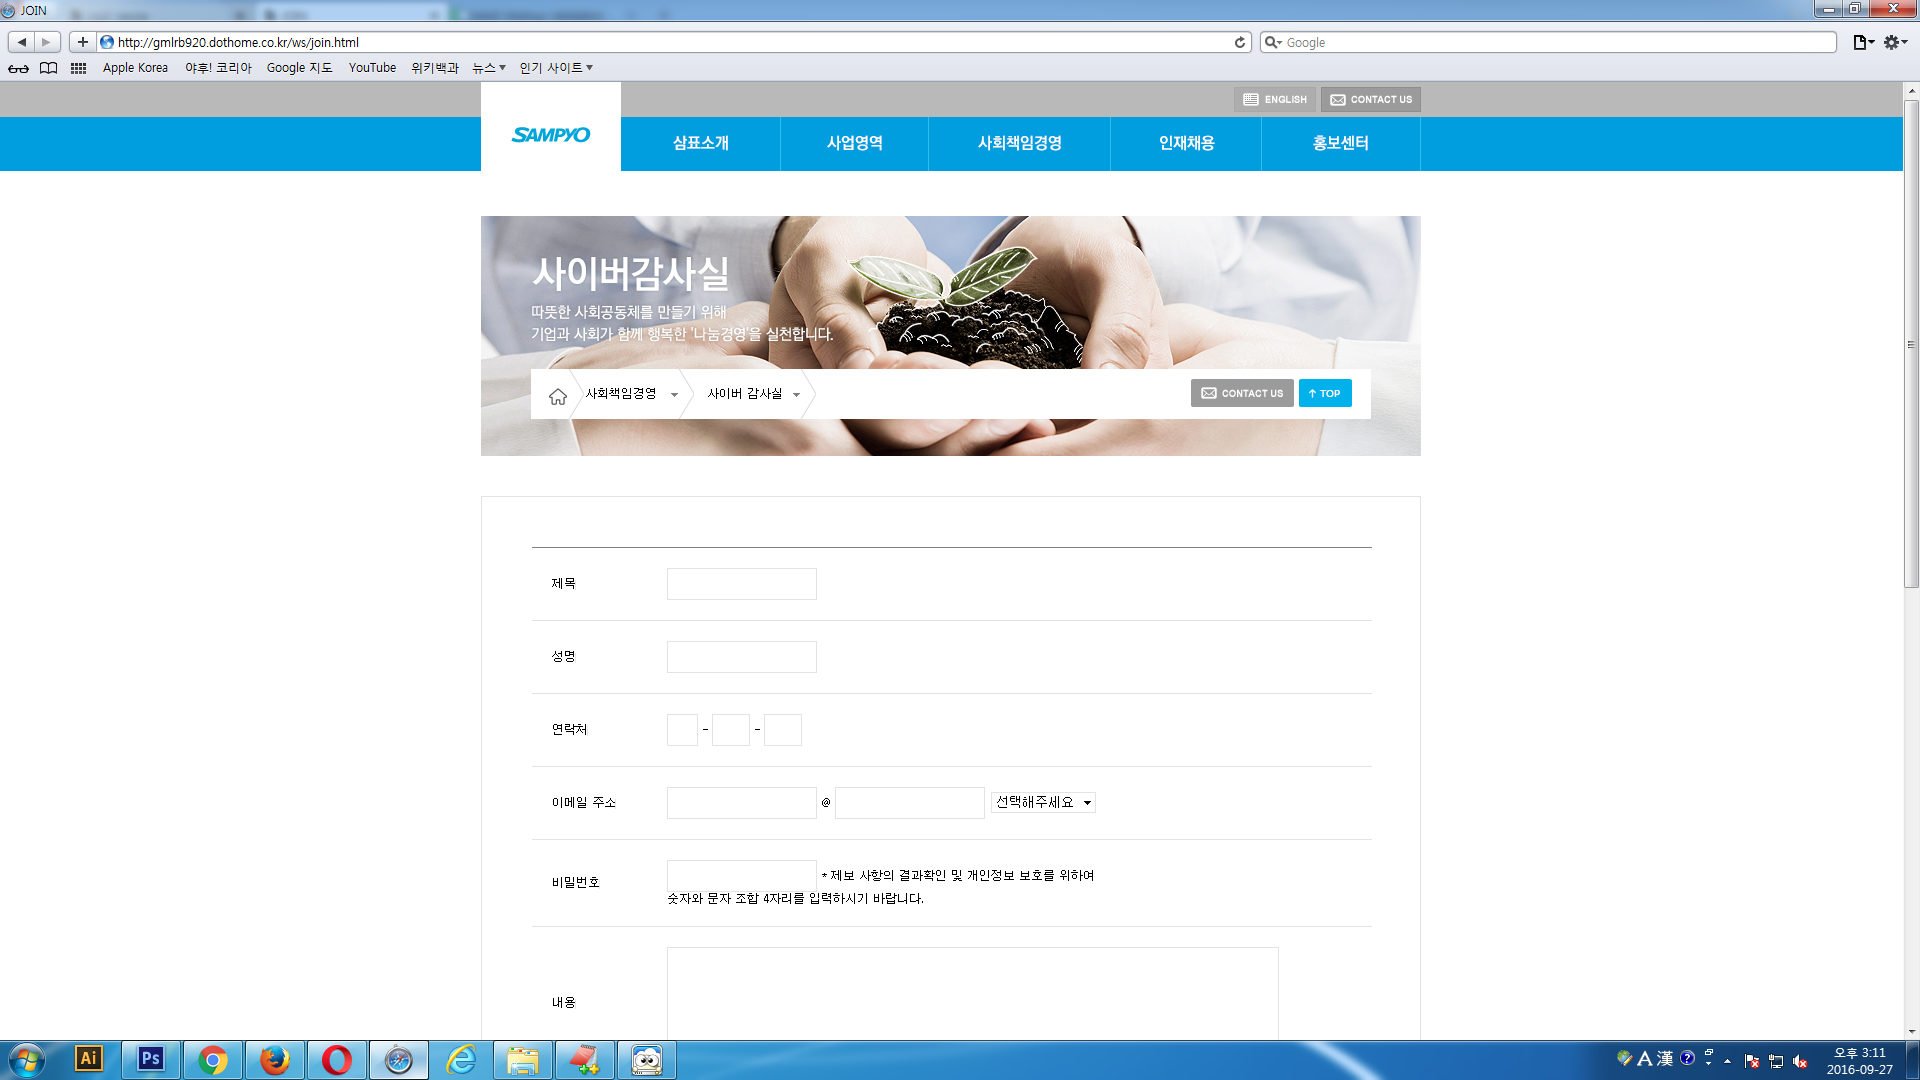 JOIN
http://gmlrb920.dothome.co.kr/ws/join.html
Google
Apple Korea 야후! 코리아 Google 지도 YouTube 위키백과 뉴스 인기 사이트
ENGLISH CONTACT US
SAMPYO 삼표소개 사업영역 사회책임경영 인재채용 홍보센터
사이버감사실
따뜻한 사회공동체를 만들기 위해
기업과 사회가 함께 행복한 '나눔경영'을 실천합니다.
사회책임경영 사이버 감사실 CONTACT US TOP
제목
성명
연락처 - -
이메일 주소 @ 선택해주세요
비밀번호 * 제보 사항의 결과확인 및 개인정보 보호를 위하여
숫자와 문자 조합 4자리를 입력하시기 바랍니다.
내용
Ai Ps A 漢 오후 3:11
2016-09-27